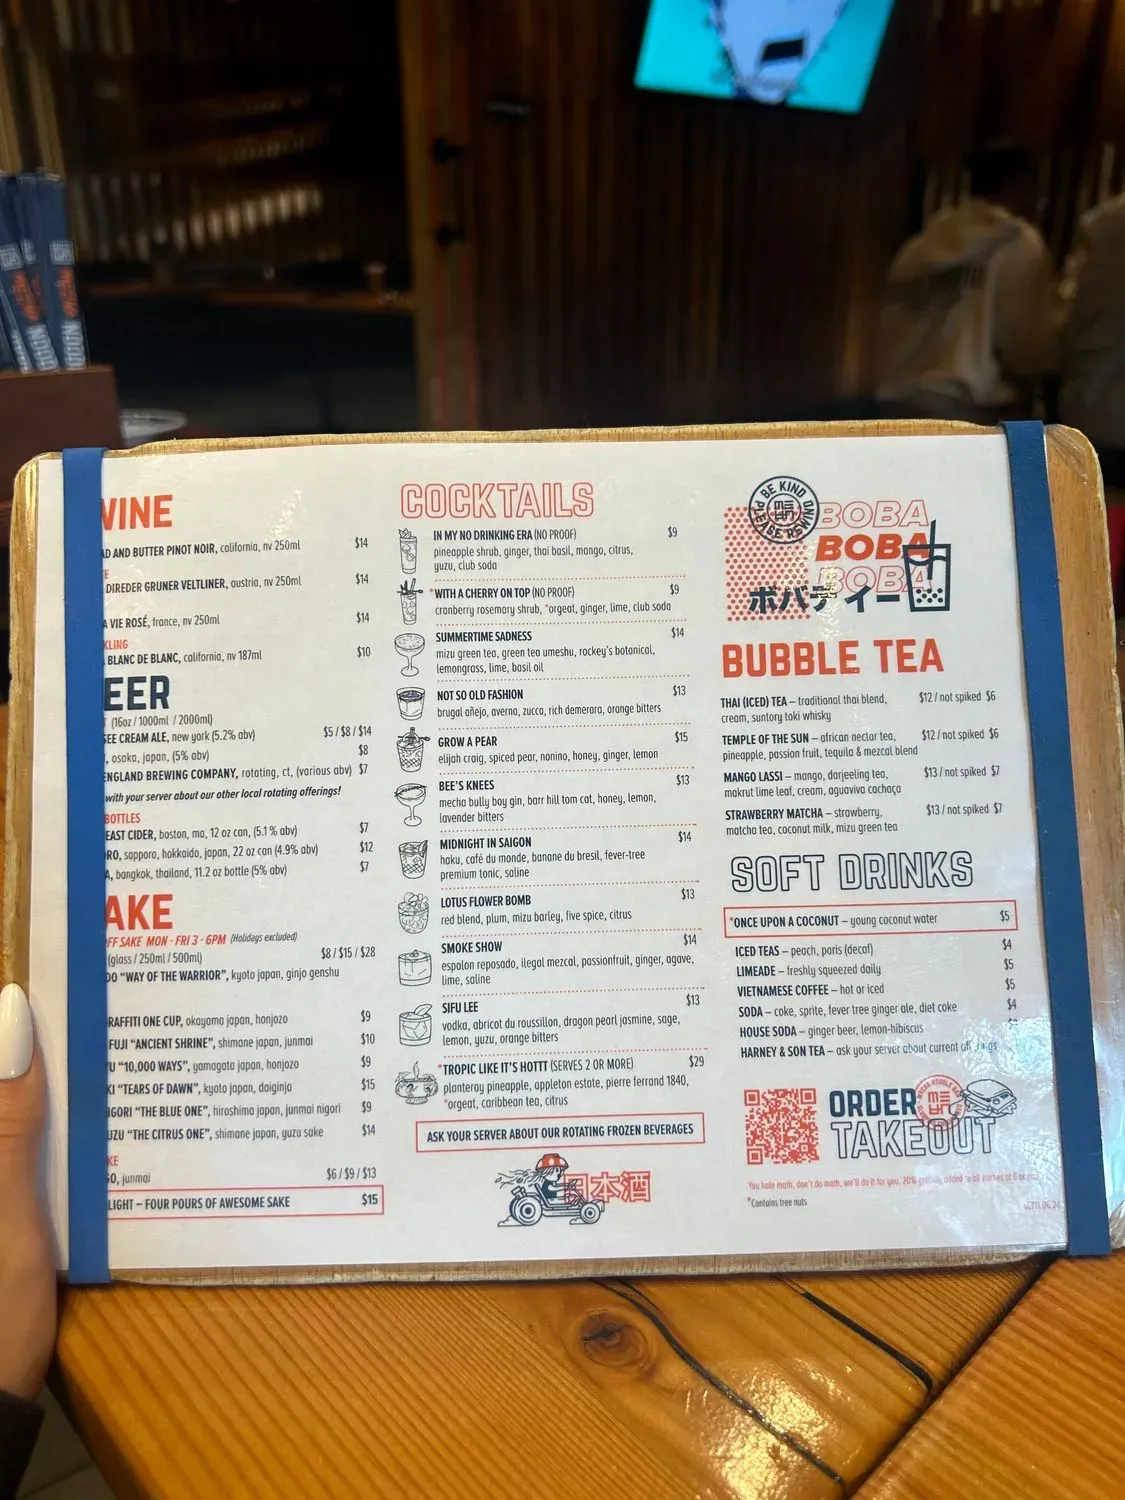 WINE
AD AND BUTTER PINOT NOIR, california, nv 250ml $14
DIREDER GRUNER VELTLINER, austria, nv 250ml $14
A VIE ROSÉ, france, nv 250ml $14
KLING
BLANC DE BLANC, california, nv 187ml $10
EER
(16oz / 1000ml / 2000ml)
SEE CREAM ALE, new york (5.2% abv) $5 / $8 / $14
, osaka, japan, (5% abv) $8
ENGLAND BREWING COMPANY, rotating, ct, (various abv) $7
with your server about our other local rotating offerings!
BOTTLES
EAST CIDER, boston, ma, 12 oz can, (5.1 % abv) $7
RO, sapporo, hokkaido, japan, 22 oz can (4.9% abv) $12
A, bangkok, thailand, 11.2 oz bottle (5% abv) $7
AKE
FF SAKE MON - FRI 3 - 6PM (Holidays excluded)
(glass / 250ml / 500ml) $8 / $15 / $28
DO “WAY OF THE WARRIOR”, kyoto japan, ginjo genshu
RAFFITI ONE CUP, okayama japan, honjozo $9
FUJI “ANCIENT SHRINE”, shimane japan, junmai $10
U “10,000 WAYS”, yamagata japan, honjozo $9
KI “TEARS OF DAWN”, kyoto japan, daiginjo $15
IGORI “THE BLUE ONE”, hiroshima japan, junmai nigori $9
UZU “THE CITRUS ONE”, shimane japan, yuzu sake $14
KE
O, junmai $6 / $9 / $13
LIGHT – FOUR POURS OF AWESOME SAKE $15
COCKTAILS
IN MY NO DRINKING ERA (NO PROOF) $9
pineapple shrub, ginger, thai basil, mango, citrus,
yuzu, club soda
*WITH A CHERRY ON TOP (NO PROOF) $9
cranberry rosemary shrub, *orgeat, ginger, lime, club soda
SUMMERTIME SADNESS $14
mizu green tea, green tea umeshu, rockey's botanical,
lemongrass, lime, basil oil
NOT SO OLD FASHION $13
brugal añejo, averno, zucca, rich demerara, orange bitters
GROW A PEAR $15
elijah craig, spiced pear, nonino, honey, ginger, lemon
BEE'S KNEES $13
mecha bully boy gin, barr hill tom cat, honey, lemon,
lavender bitters
MIDNIGHT IN SAIGON $14
haku, café du monde, banane du bresil, fever-tree
premium tonic, saline
LOTUS FLOWER BOMB $13
red blend, plum, mizu barley, five spice, citrus
SMOKE SHOW $14
espolon reposado, ilegal mezcal, passionfruit, ginger, agave,
lime, saline
SIFU LEE $13
vodka, abricot du roussillon, dragon pearl jasmine, sage,
lemon, yuzu, orange bitters
*TROPIC LIKE IT'S HOTTT (SERVES 2 OR MORE) $29
planteray pineapple, appleton estate, pierre ferrand 1840,
*orgeat, caribbean tea, citrus
ASK YOUR SERVER ABOUT OUR ROTATING FROZEN BEVERAGES
日本酒
BE KIND
PLEASE REWIND
BOBA
BOBA
BOBA
ボバティー
BUBBLE TEA
THAI (ICED) TEA – traditional thai blend, $12 / not spiked $6
cream, suntory toki whisky
TEMPLE OF THE SUN – african nectar tea, $12 / not spiked $6
pineapple, passion fruit, tequila & mezcal blend
MANGO LASSI – mango, darjeeling tea, $13 / not spiked $7
makrut lime leaf, cream, aguaviva cachaça
STRAWBERRY MATCHA – strawberry, $13 / not spiked $7
matcha tea, coconut milk, mizu green tea
SOFT DRINKS
*ONCE UPON A COCONUT – young coconut water $5
ICED TEAS – peach, paris (decaf) $4
LIMEADE – freshly squeezed daily $5
VIETNAMESE COFFEE – hot or iced $5
SODA – coke, sprite, fever tree ginger ale, diet coke $4
HOUSE SODA – ginger beer, lemon-hibiscus
HARNEY & SON TEA – ask your server about current
ORDER
TAKEOUT
You hate math, don't do math, we'll do it for you. 20% gratuity added to all parties of 6 or
*Contains tree nuts